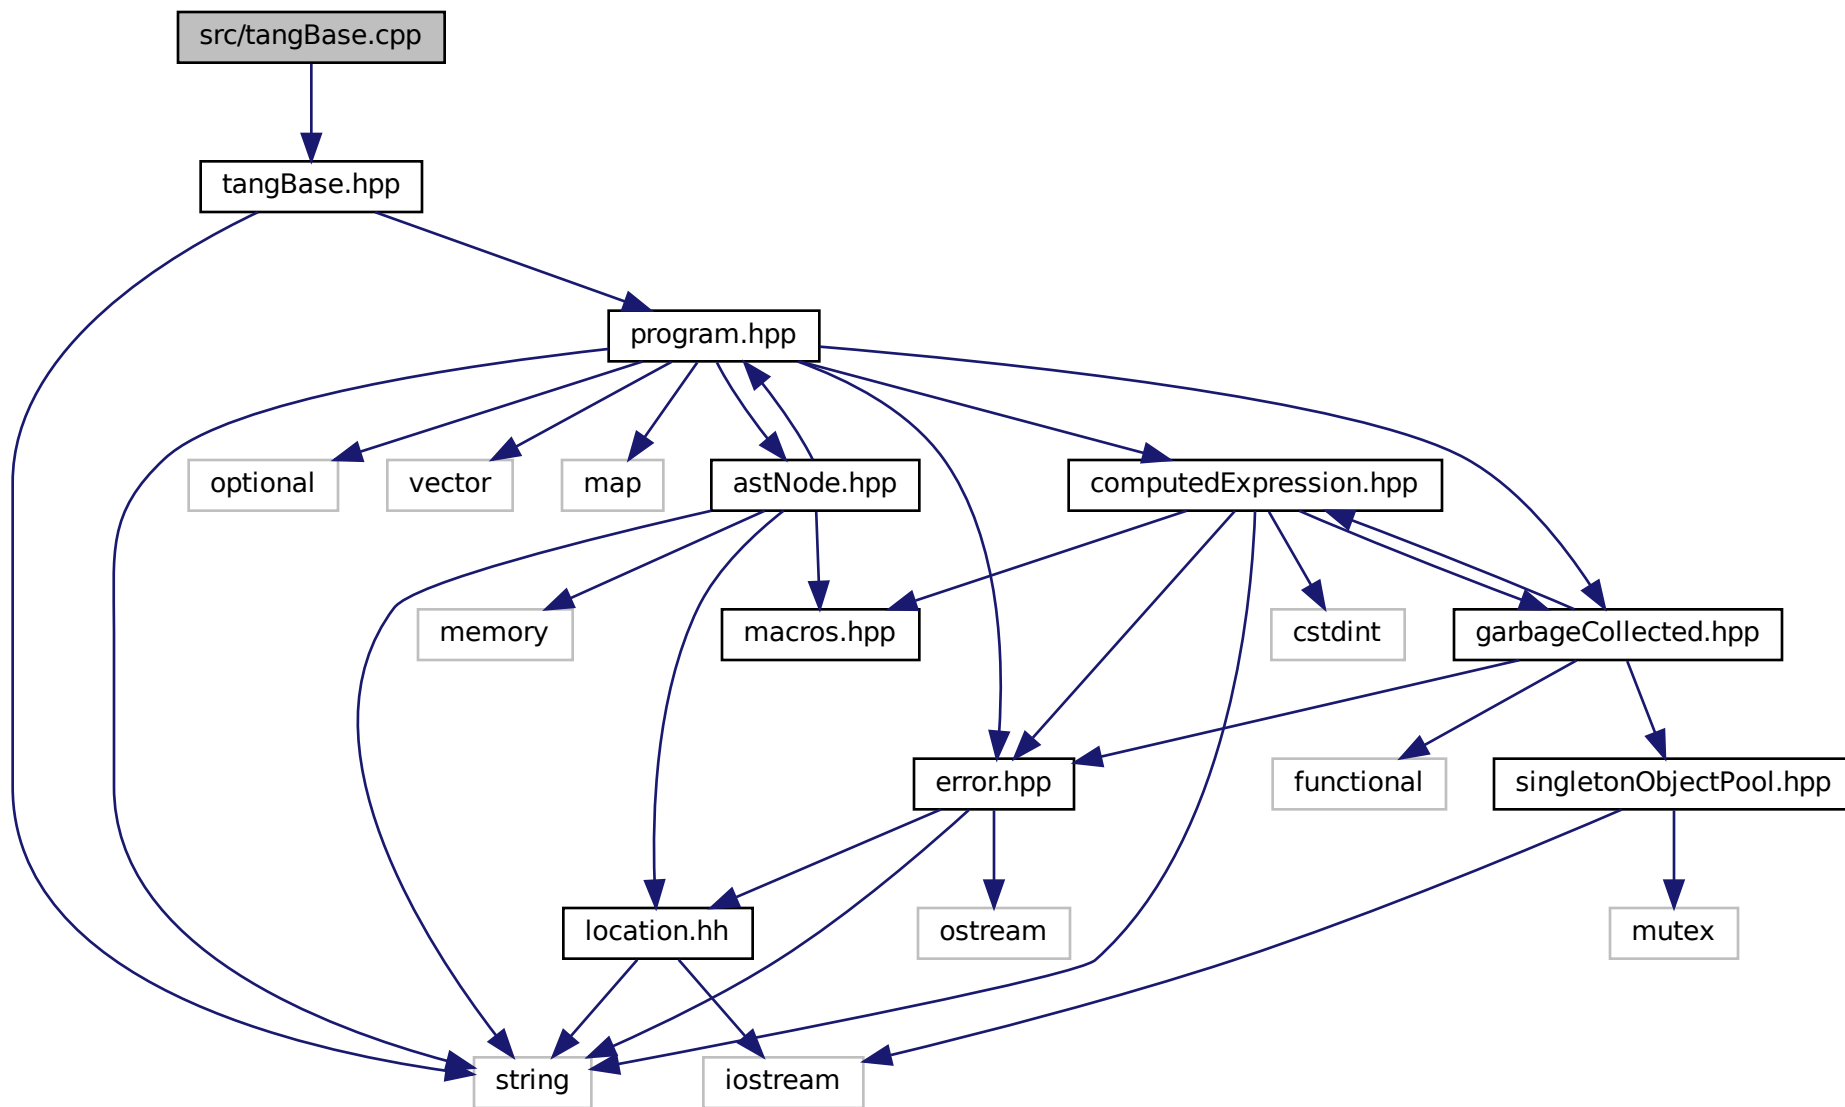 src/tangBase.cpp
tangBase.hpp
program.hpp
optional
vector
map
astNode.hpp
computedExpression.hpp
memory
macros.hpp
cstdint
garbageCollected.hpp
error.hpp
functional
singletonObjectPool.hpp
location.hh
ostream
mutex
string
iostream